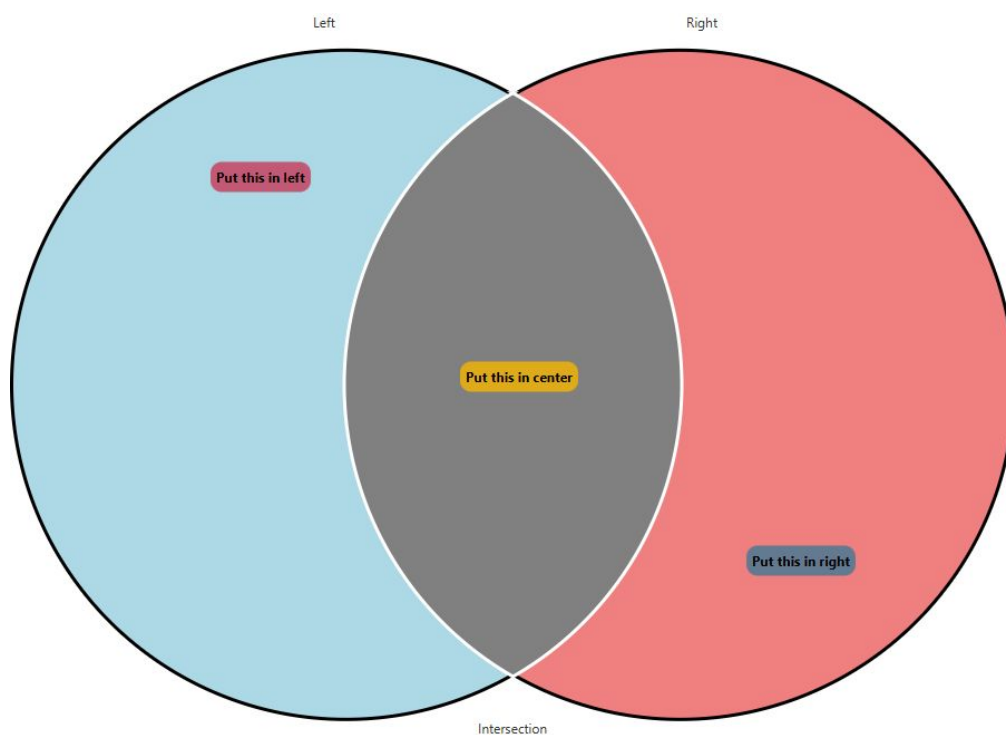 Left
Right
Put this in left
Put this in center
Put this in right
Intersection